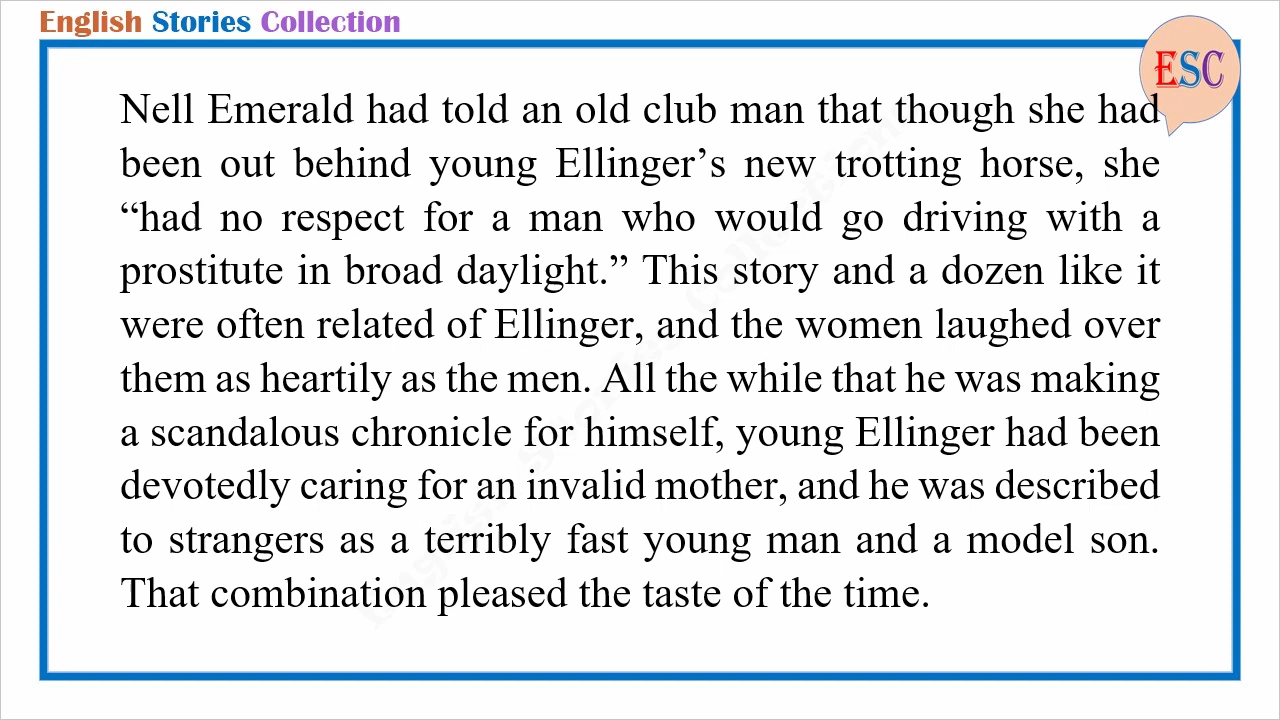 English Stories Collection
ESC
Nell Emerald had told an old club man that though she had
been out behind young Ellinger’s new trotting horse, she
“had no respect for a man who would go driving with a
prostitute in broad daylight.” This story and a dozen like it
were often related of Ellinger, and the women laughed over
them as heartily as the men. All the while that he was making
a scandalous chronicle for himself, young Ellinger had been
devotedly caring for an invalid mother, and he was described
to strangers as a terribly fast young man and a model son.
That combination pleased the taste of the time.
English Stories Collection